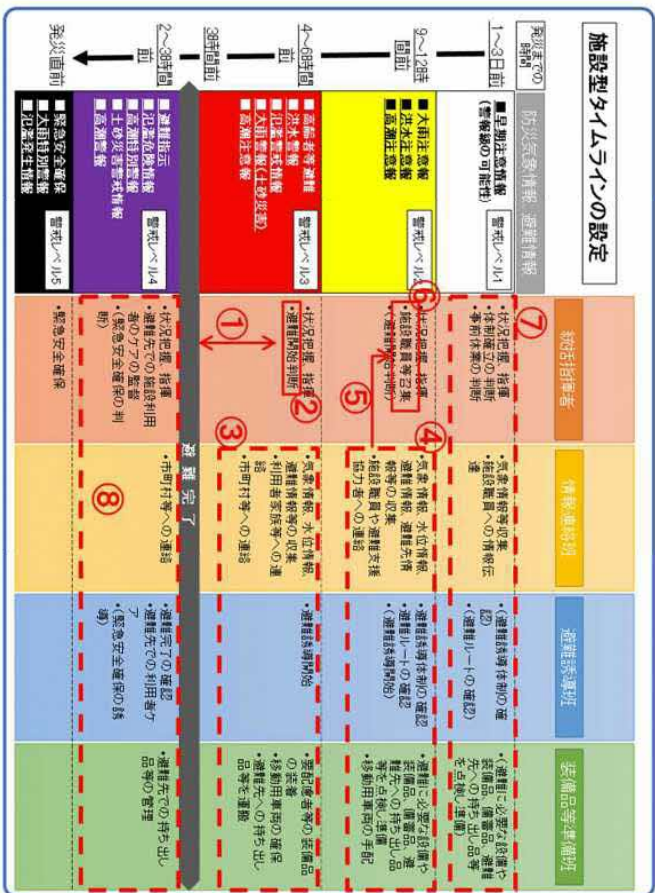 施設型タイムラインの設定
発災までの
時間
防災気象情報、避難情報
統括指揮者
情報連絡班
避難誘導班
装備品等準備班
1~3日前
■早期注意情報
(警報級の可能性)
警戒レベル1
⑦
・状況把握、指揮
・体制確立の判断
・事前休業の判断
・気象情報等収集
・施設職員への情報伝
達
・(避難誘導体制の確
認)
・(避難ルートの確認)
・(避難に必要な設備や
装備品、備蓄品、避難
先への持ち出し品等
を点検し準備)
9~12時
間前
■大雨注意報
■洪水注意報
■高潮注意報
警戒レベル2
⑥
・状況把握、指揮
・施設職員等召集
・(避難開始判断)
⑤
④
・気象情報、水位情報、
避難情報、避難先情
報等の収集
・施設職員や避難支援
協力者への連絡
・避難誘導体制の確認
・避難ルートの確認
・(避難誘導開始)
・避難に必要な設備や
装備品、備蓄品、避
難先への持ち出し品
等を点検し準備
・移動用車両の手配
4~6時間
前
3時間前
■高齢者等避難
■洪水警報
■氾濫警戒情報
■大雨警報(土砂災害)、
■高潮注意報
警戒レベル3
・状況把握、指揮
・避難開始判断
②
①
③
・気象情報、水位情報、
避難情報等の収集
・利用者家族等への連
絡
・市町村等への連絡
・避難誘導開始
・要配慮者等の装備品
の装着
・移動用車両の確保
・避難先への持ち出し
品等を運搬
避難完了
2~3時間
前
■避難指示
■氾濫危険情報
■高潮特別警報
■高潮警報
■土砂災害警戒情報
警戒レベル4
・状況把握、指揮
・避難先での施設利用
者のケアの監督
・(緊急安全確保の判
断)
・市町村等への連絡
⑧
・避難完了の確認
・避難先での利用者ケ
ア
・(緊急安全確保の誘
導)
・避難先での持ち出し
品等の管理
発災直前
■緊急安全確保
■大雨特別警報
■氾濫発生情報
警戒レベル5
・緊急安全確保